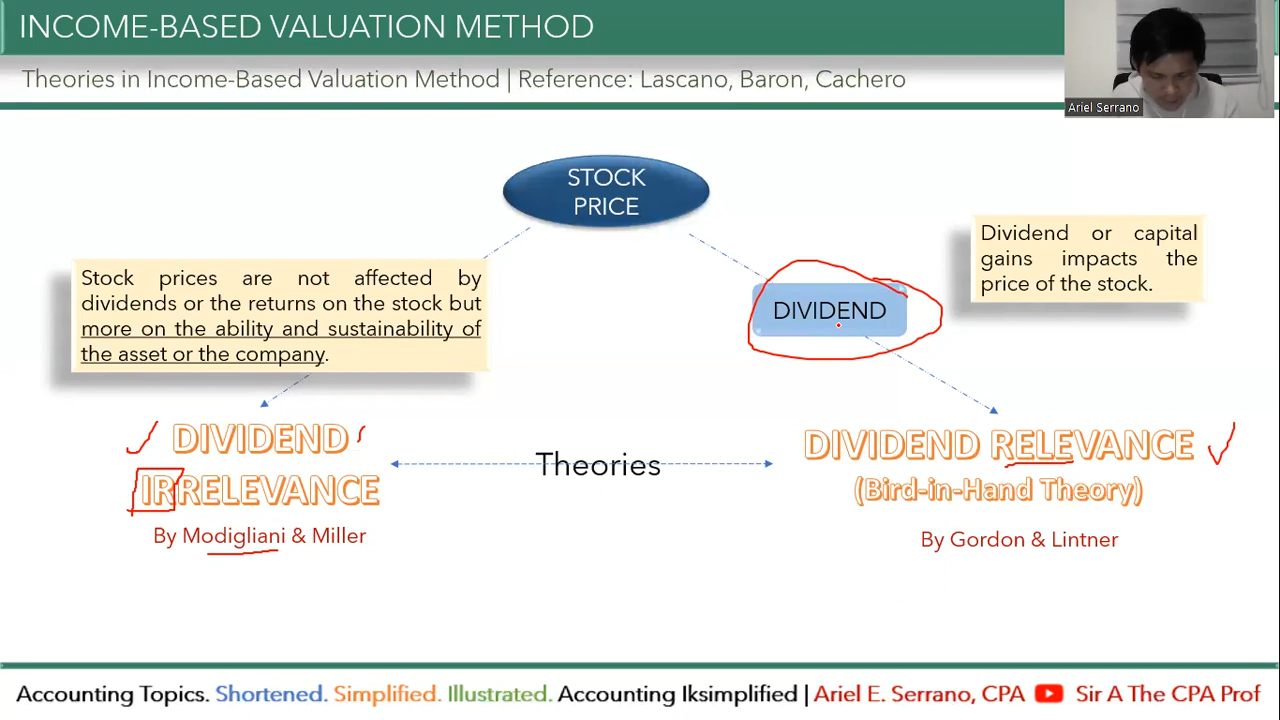 INCOME-BASED VALUATION METHOD
Theories in Income-Based Valuation Method | Reference: Lascano, Baron, Cachero
Ariel Serrano
STOCK
PRICE
Stock prices are not affected by
dividends or the returns on the stock but
more on the ability and sustainability of
the asset or the company.
DIVIDEND
Dividend or capital
gains impacts the
price of the stock.
DIVIDEND
IRRELEVANCE
By Modigliani & Miller
Theories
DIVIDEND RELEVANCE
(Bird-in-Hand Theory)
By Gordon & Lintner
Accounting Topics. Shortened. Simplified. Illustrated. Accounting Iksimplified | Ariel E. Serrano, CPA Sir A The CPA Prof